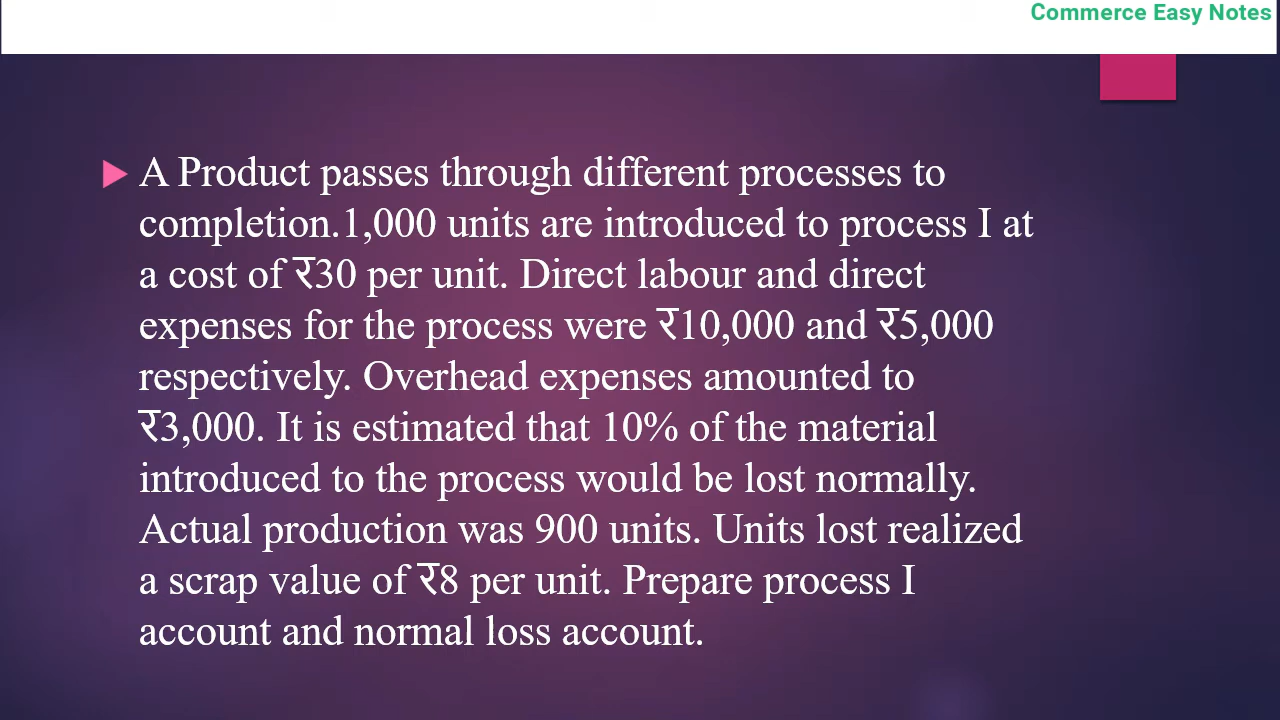 Commerce Easy Notes
A Product passes through different processes to
completion.1,000 units are introduced to process I at
a cost of ₹30 per unit. Direct labour and direct
expenses for the process were ₹10,000 and ₹5,000
respectively. Overhead expenses amounted to
₹3,000. It is estimated that 10% of the material
introduced to the process would be lost normally.
Actual production was 900 units. Units lost realized
a scrap value of ₹8 per unit. Prepare process I
account and normal loss account.